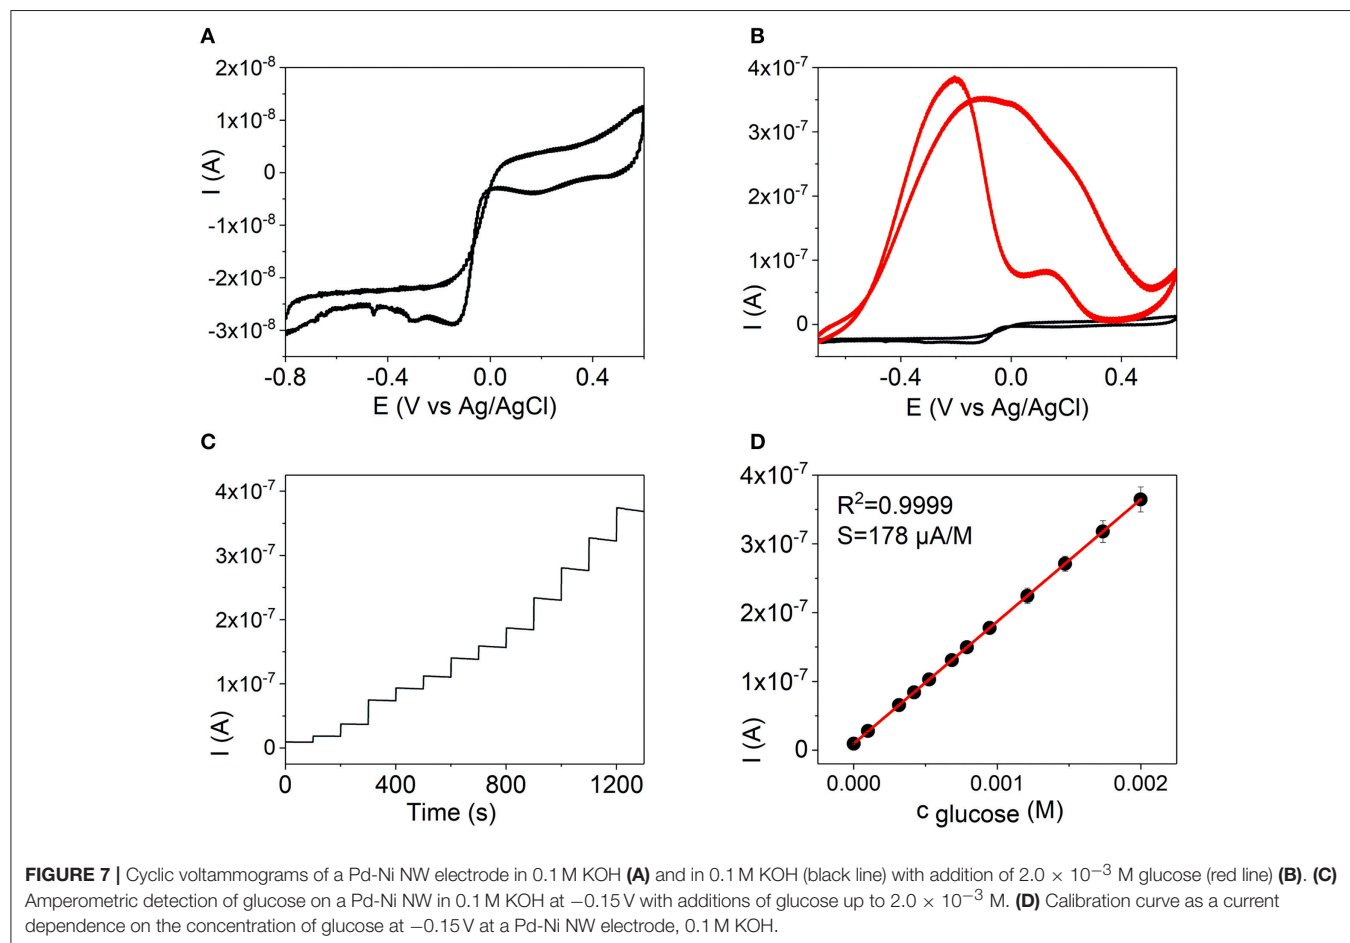 A
2x10⁻⁸
1x10⁻⁸
0
-1x10⁻⁸
-2x10⁻⁸
-3x10⁻⁸
I (A)
-0.8 -0.4 0.0 0.4
E (V vs Ag/AgCl)
B
4x10⁻⁷
3x10⁻⁷
2x10⁻⁷
1x10⁻⁷
0
I (A)
-0.4 0.0 0.4
E (V vs Ag/AgCl)
C
4x10⁻⁷
3x10⁻⁷
2x10⁻⁷
1x10⁻⁷
0
I (A)
0 400 800 1200
Time (s)
D
4x10⁻⁷
3x10⁻⁷
2x10⁻⁷
1x10⁻⁷
0
I (A)
R²=0.9999
S=178 µA/M
0.000 0.001 0.002
c glucose (M)
FIGURE 7 | Cyclic voltammograms of a Pd-Ni NW electrode in 0.1 M KOH (A) and in 0.1 M KOH (black line) with addition of 2.0 × 10⁻³ M glucose (red line) (B). (C)
Amperometric detection of glucose on a Pd-Ni NW in 0.1 M KOH at −0.15 V with additions of glucose up to 2.0 × 10⁻³ M. (D) Calibration curve as a current
dependence on the concentration of glucose at −0.15 V at a Pd-Ni NW electrode, 0.1 M KOH.